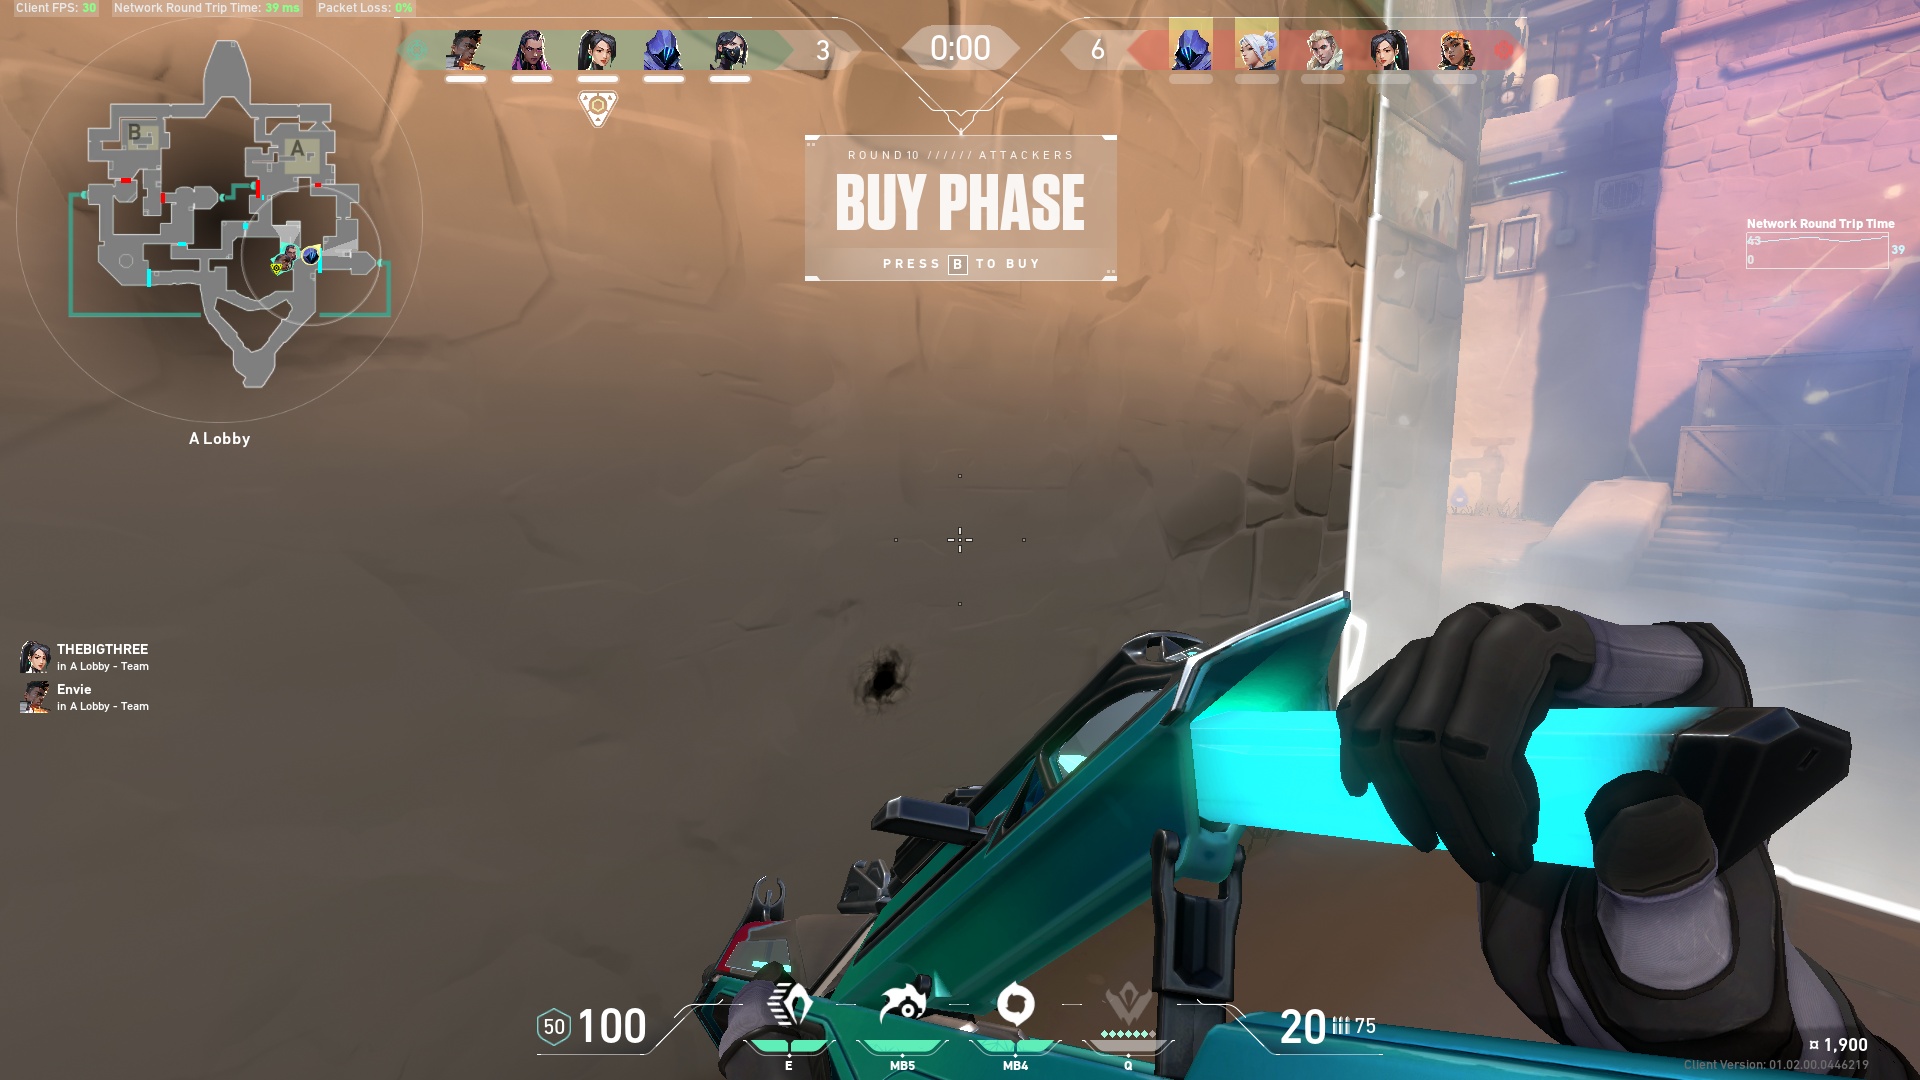 Client FPS: 30 Network Round Trip Time: 39 ms Packet Loss: 0%
3 0:00 6
B
A
ROUND 10 ////// ATTACKERS
BUY PHASE
PRESS B TO BUY
Network Round Trip Time
43
39
0
A Lobby
THEBIGTHREE
in A Lobby - Team
Envie
in A Lobby - Team
50 100
20 75
¤ 1,900
E MB5 MB4 Q
Client Version: 01.02.00.0446219